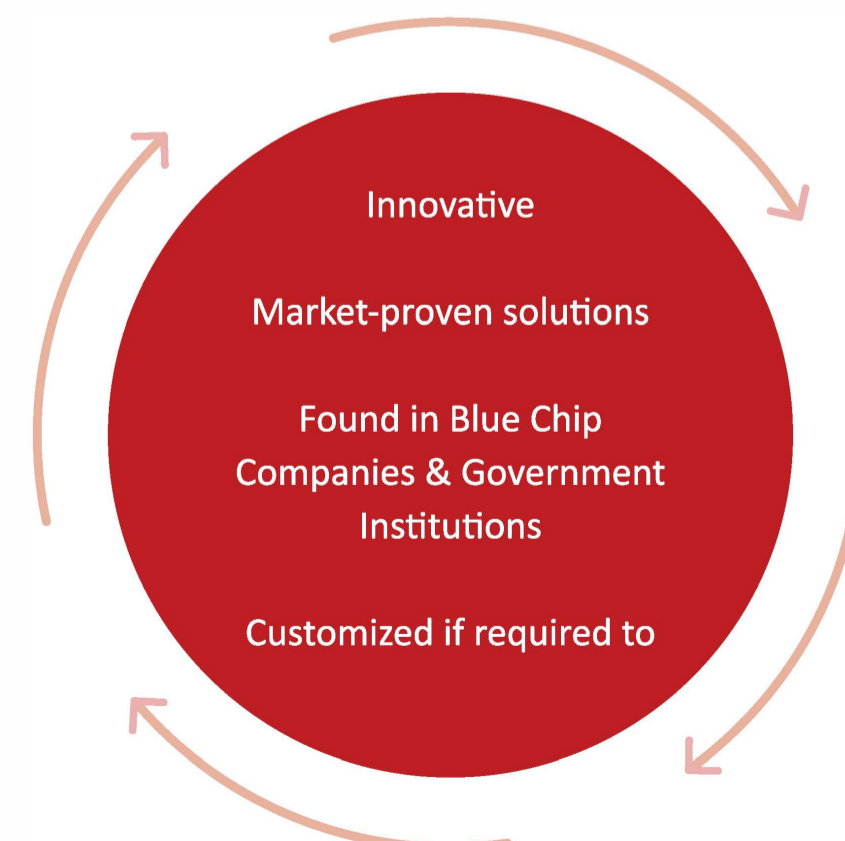 Innovative
Market-proven solutions
Found in Blue Chip
Companies & Government
Institutions
Customized if required to